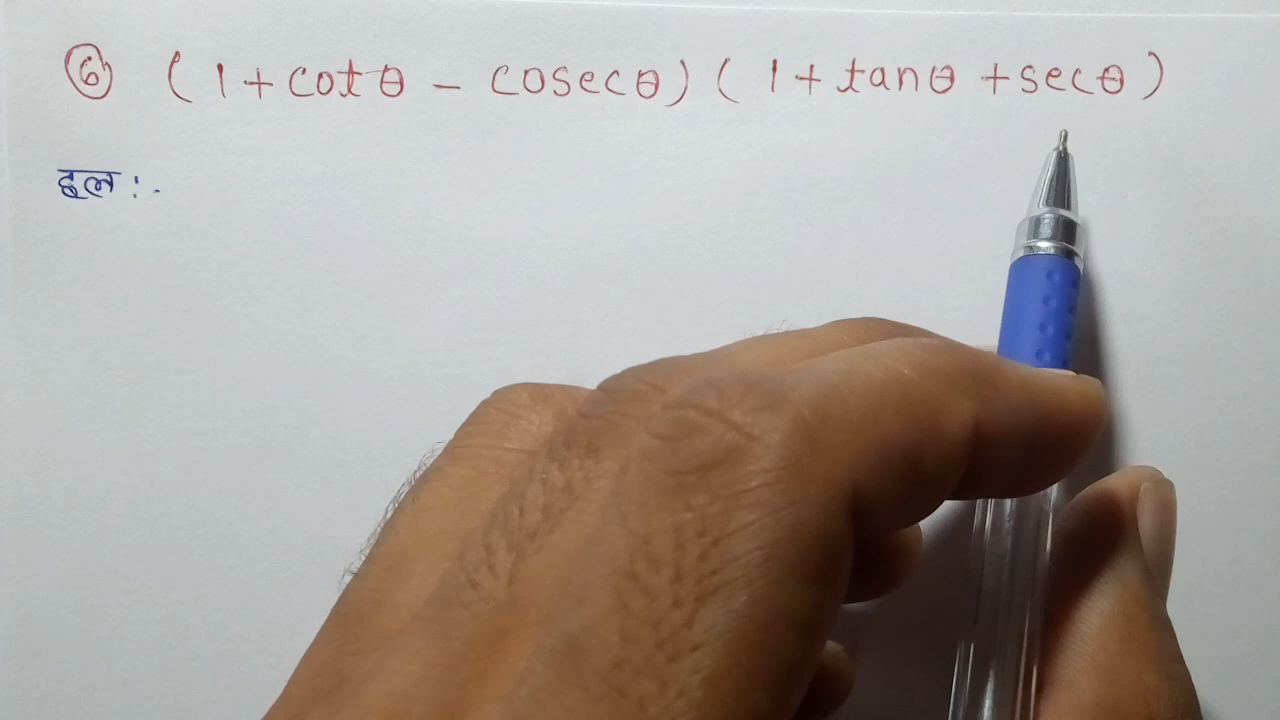 ⑥ (1+cotθ - cosecθ)(1+tanθ+secθ)
हल :-